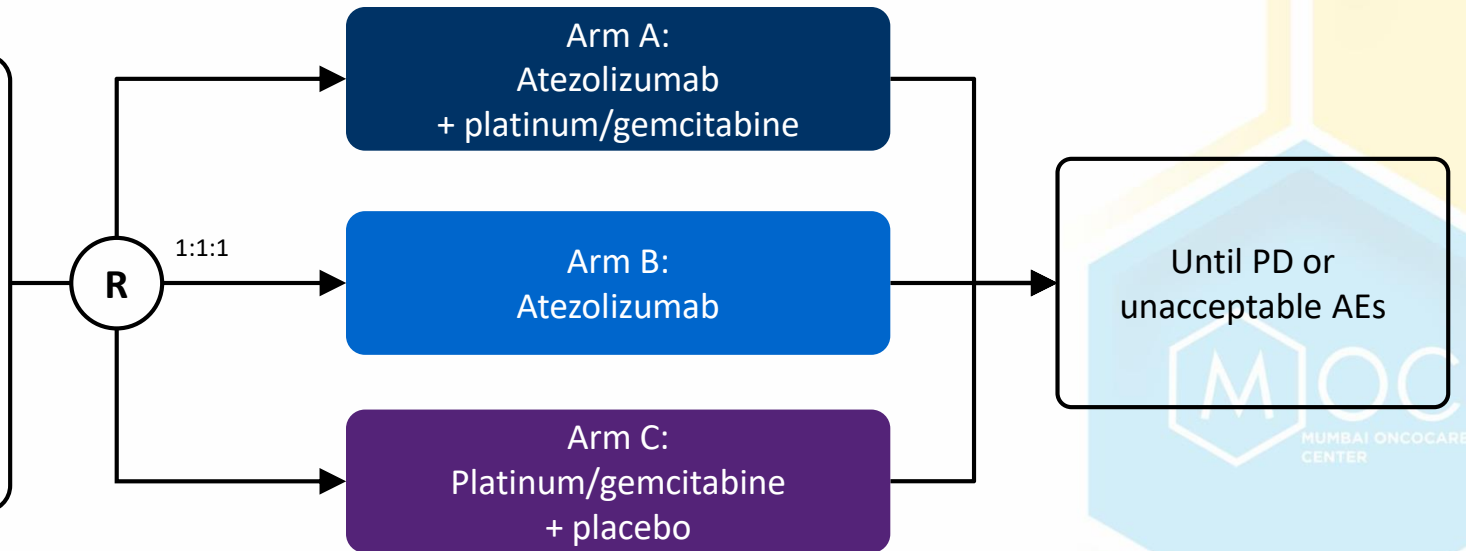 Arm A:
Atezolizumab
+ platinum/gemcitabine
R
1:1:1
Arm B:
Atezolizumab
Until PD or
unacceptable AEs
Arm C:
Platinum/gemcitabine
+ placebo
MOC
MUMBAI ONCOCARE
CENTER